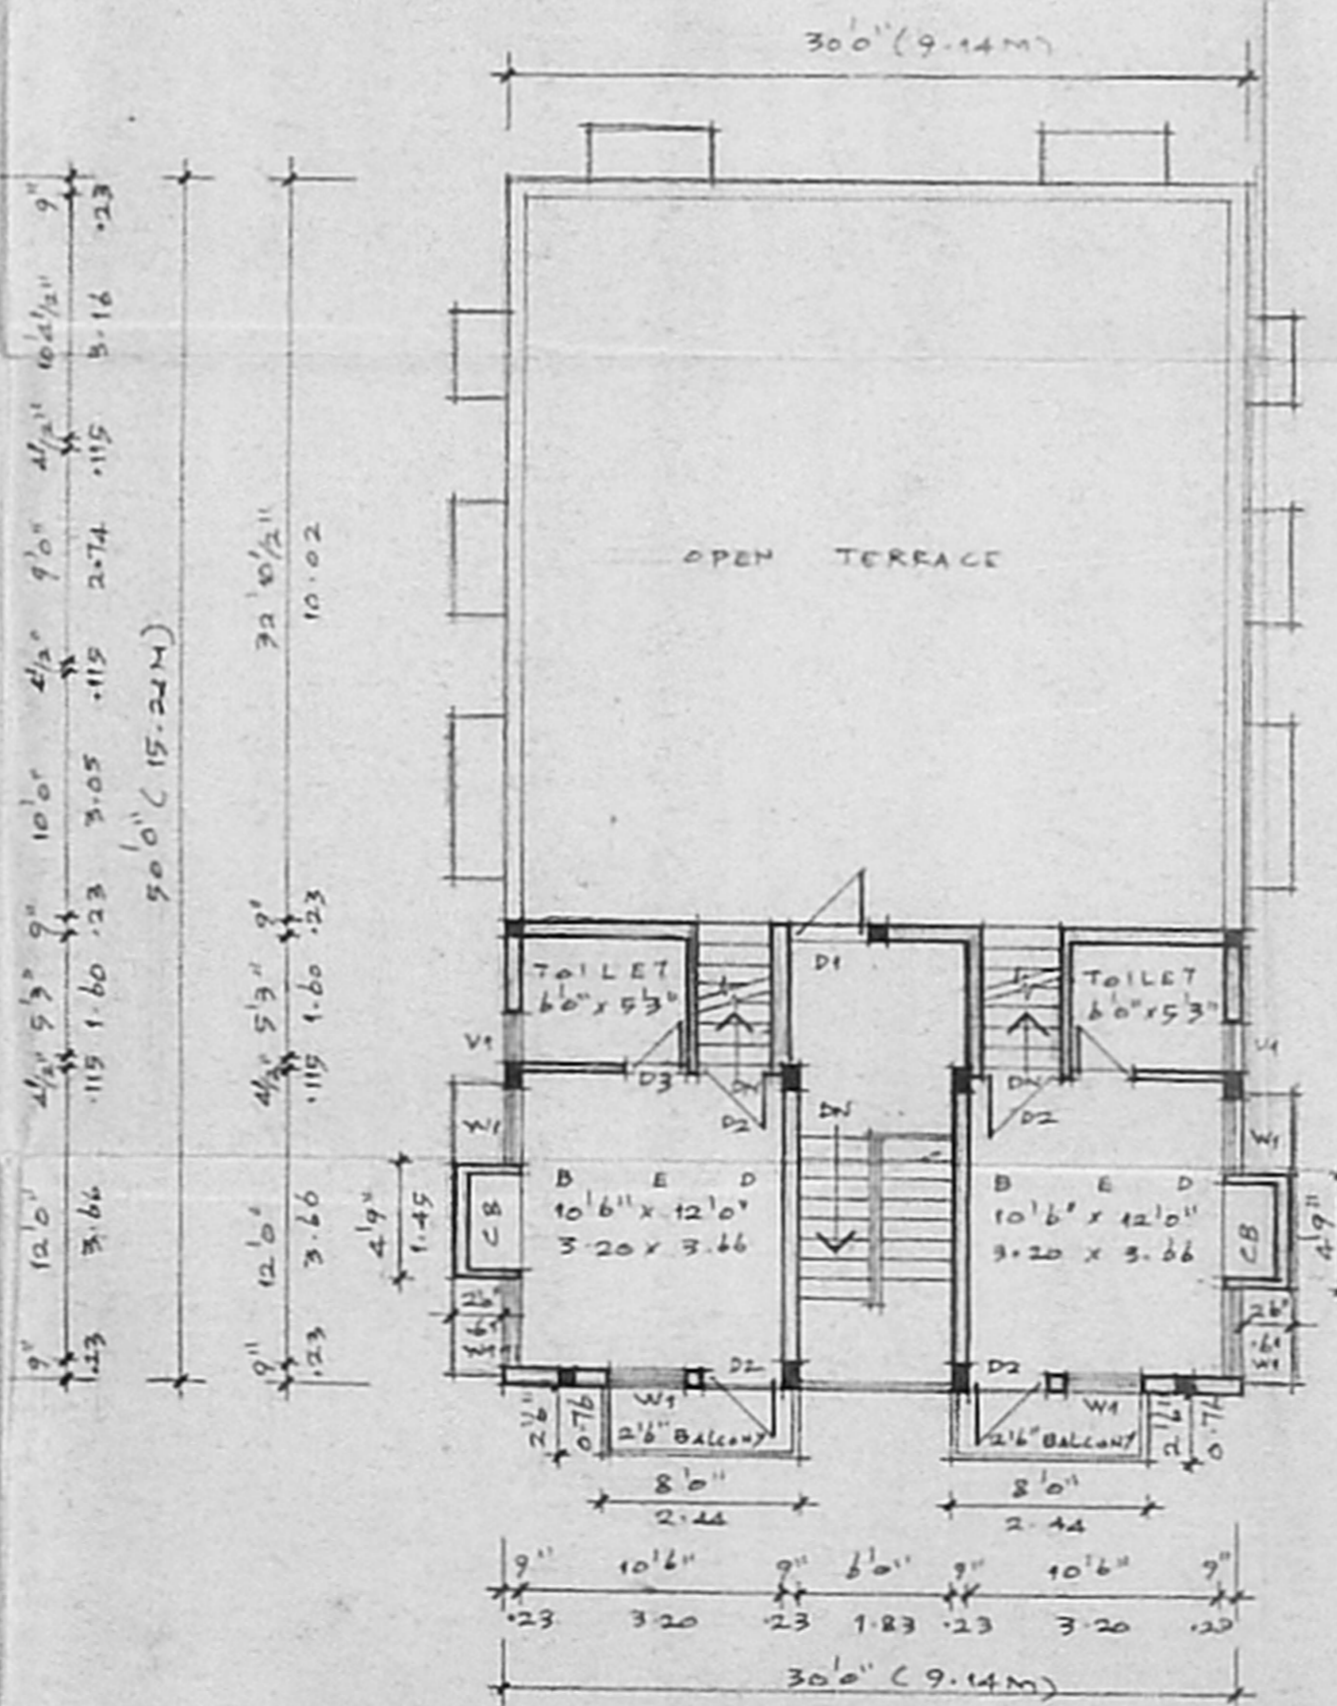 30'0" (9.14M)
9"
.23
10'4½"
3.16
4½"
.115
9'0"
2.74
4½"
.115
10'0"
3.05
9"
.23
5'3"
1.60
4½"
.115
12'0"
3.66
9"
.23
50'0" (15.24M)
10.02
9"
.23
5'3"
1.60
4½"
.115
12'0"
3.66
9"
.23
OPEN TERRACE
D1
TOILET
6'0" x 5'3"
TOILET
6'0" x 5'3"
V1
V1
D3
DN
D2
DN
DN
D2
W1
W1
BED
10'6" x 12'0"
3.20 x 3.66
BED
10'6" x 12'0"
3.20 x 3.66
4'9"
1.45
CB
CB
4'9"
2'6"
2'6"
W1
D2
D2
W1
W1
2'6"
0.76
2'6" BALCONY
2'6" BALCONY
2'6"
0.76
8'0"
2.44
8'0"
2.44
9" 10'6" 9" 6'0" 9" 10'6" 9"
.23 3.20 .23 1.83 .23 3.20 .23
30'0" (9.14M)